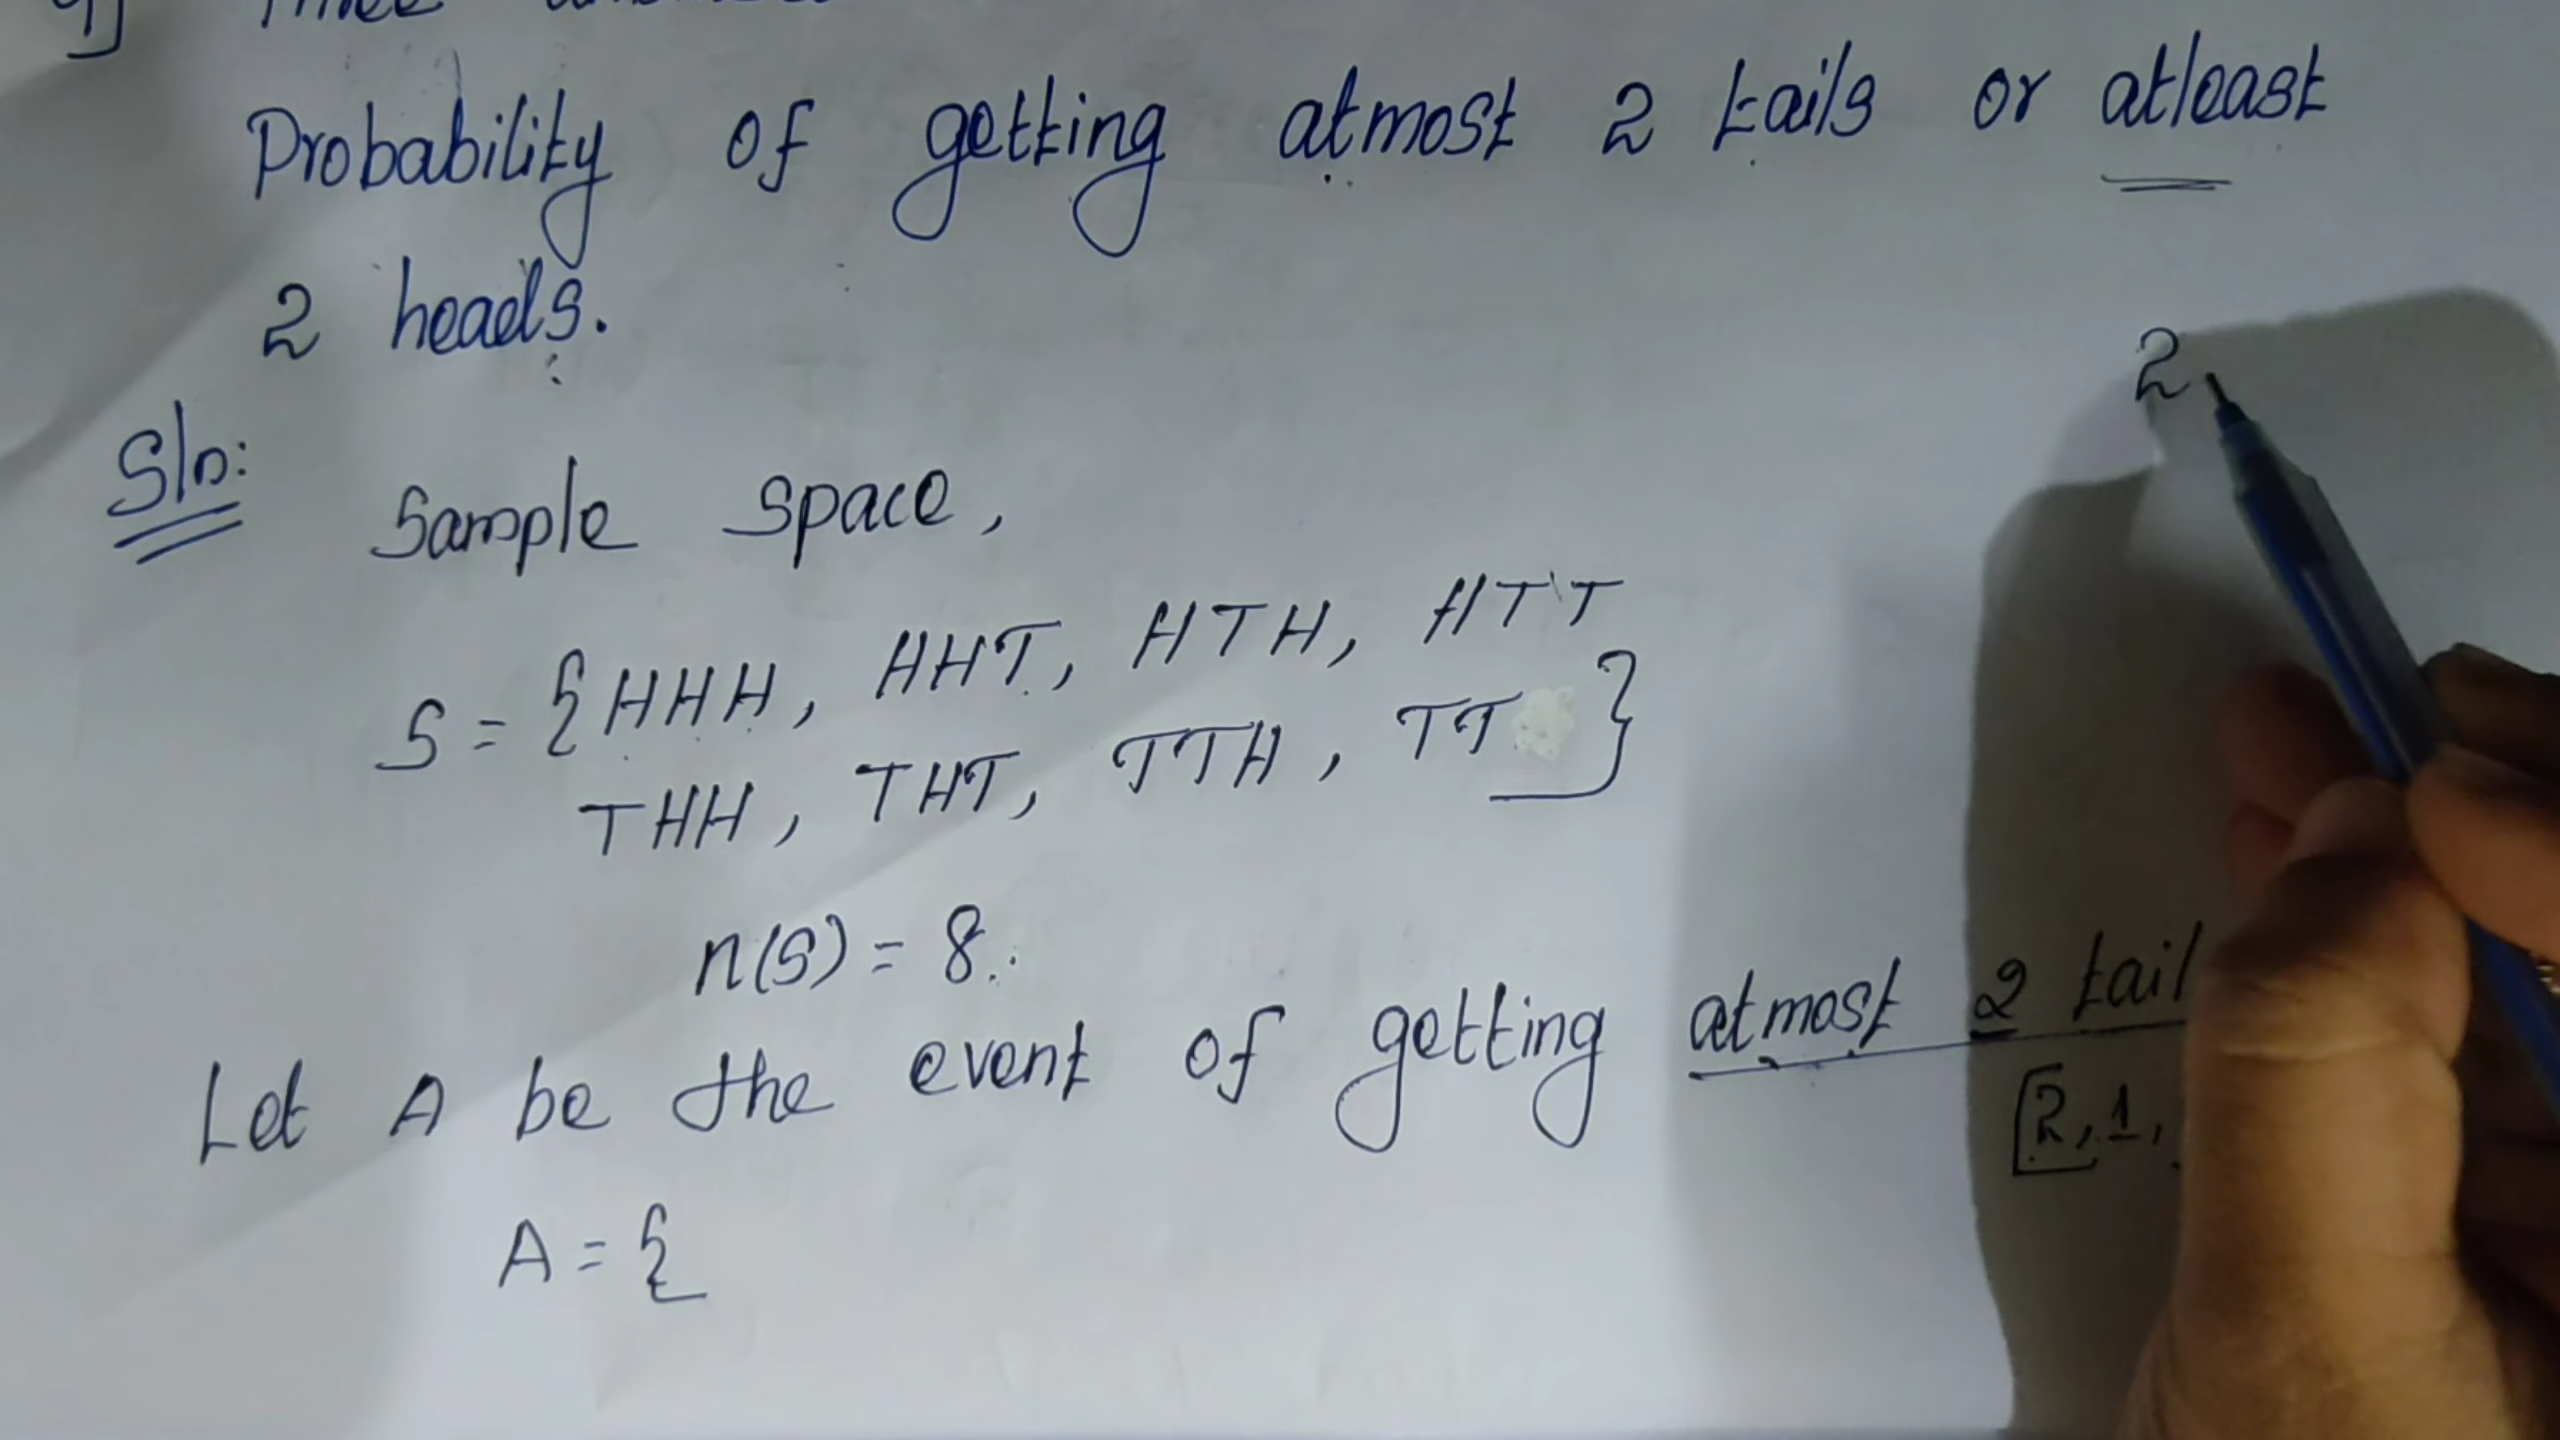 Probability of getting atmost 2 tails or atleast
2 heads.
2
Sln:
Sample space,
S = {HHH, HHT, HTH, HTT
THH, THT, TTH, TT }
n(S) = 8.
Let A be the event of getting atmost 2 tail
2, 1,
A = {